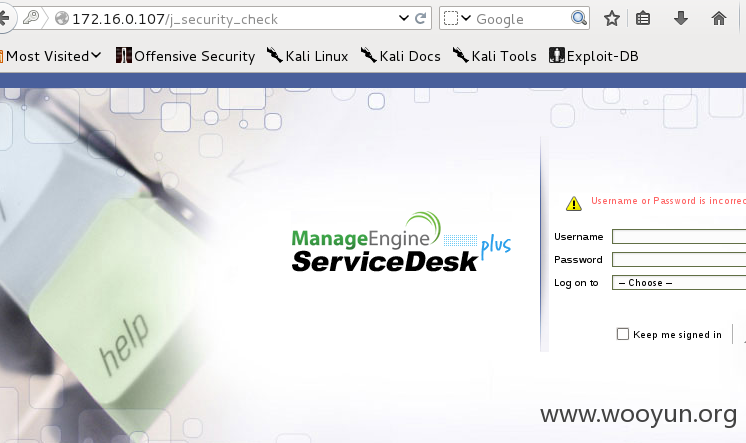 172.16.0.107/j_security_check
Google
Most Visited
Offensive Security
Kali Linux
Kali Docs
Kali Tools
Exploit-DB
Username or Password is incorrec
ManageEngine
ServiceDesk plus
Username
Password
Log on to
-- Choose --
Keep me signed in
help
www.wooyun.org